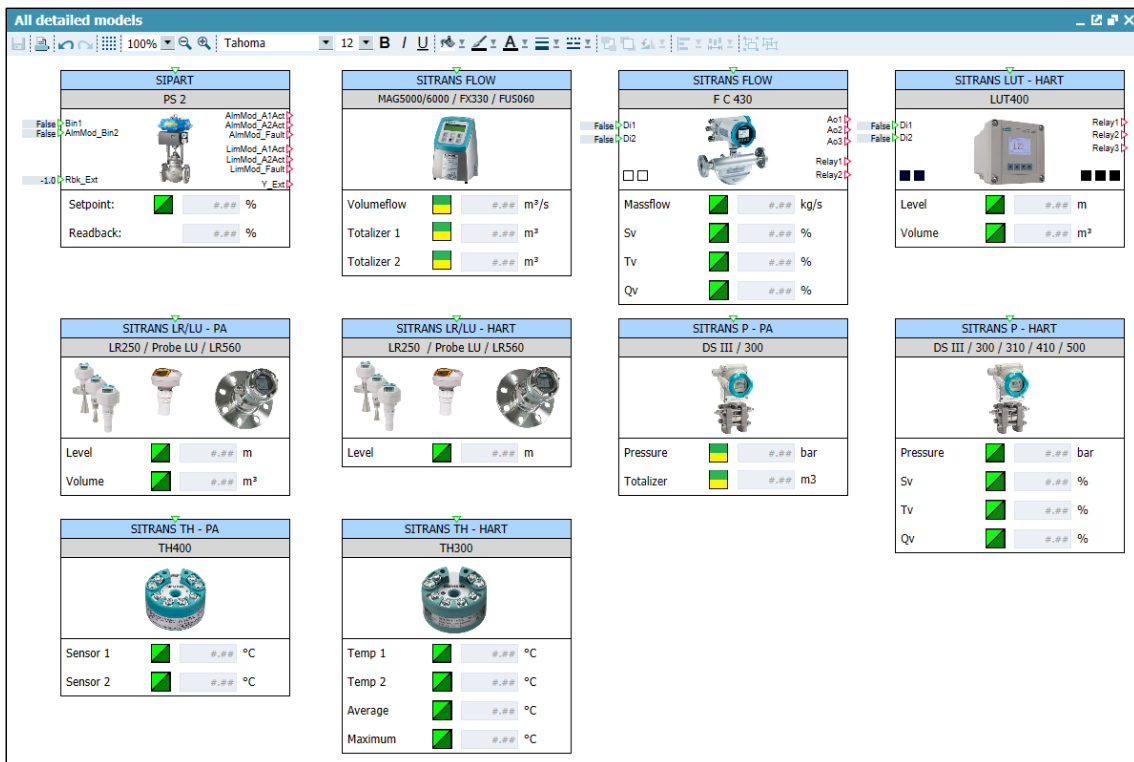 All detailed models
100% Tahoma 12 B I U A
SIPART
PS 2
False Bin1
False AlmMod_Bin2
-1.0 Rbk_Ext
AlmMod_A1Act
AlmMod_A2Act
AlmMod_Fault
LimMod_A1Act
LimMod_A2Act
LimMod_Fault
Y_Ext
Setpoint: #.## %
Readback: #.## %
SITRANS FLOW
MAG5000/6000 / FX330 / FUS060
Volumeflow #.## m³/s
Totalizer 1 #.## m³
Totalizer 2 #.## m³
SITRANS FLOW
F C 430
False Di1
False Di2
Ao1
Ao2
Ao3
Relay1
Relay2
Massflow #.## kg/s
Sv #.## %
Tv #.## %
Qv #.## %
SITRANS LUT - HART
LUT400
False Di1
False Di2
Relay1
Relay2
Relay3
Level #.## m
Volume #.## m³
SITRANS LR/LU - PA
LR250 / Probe LU / LR560
Level #.## m
Volume #.## m³
SITRANS LR/LU - HART
LR250 / Probe LU / LR560
Level #.## m
SITRANS P - PA
DS III / 300
Pressure #.## bar
Totalizer #.## m3
SITRANS P - HART
DS III / 300 / 310 / 410 / 500
Pressure #.## bar
Sv #.## %
Tv #.## %
Qv #.## %
SITRANS TH - PA
TH400
Sensor 1 #.## °C
Sensor 2 #.## °C
SITRANS TH - HART
TH300
Temp 1 #.## °C
Temp 2 #.## °C
Average #.## °C
Maximum #.## °C